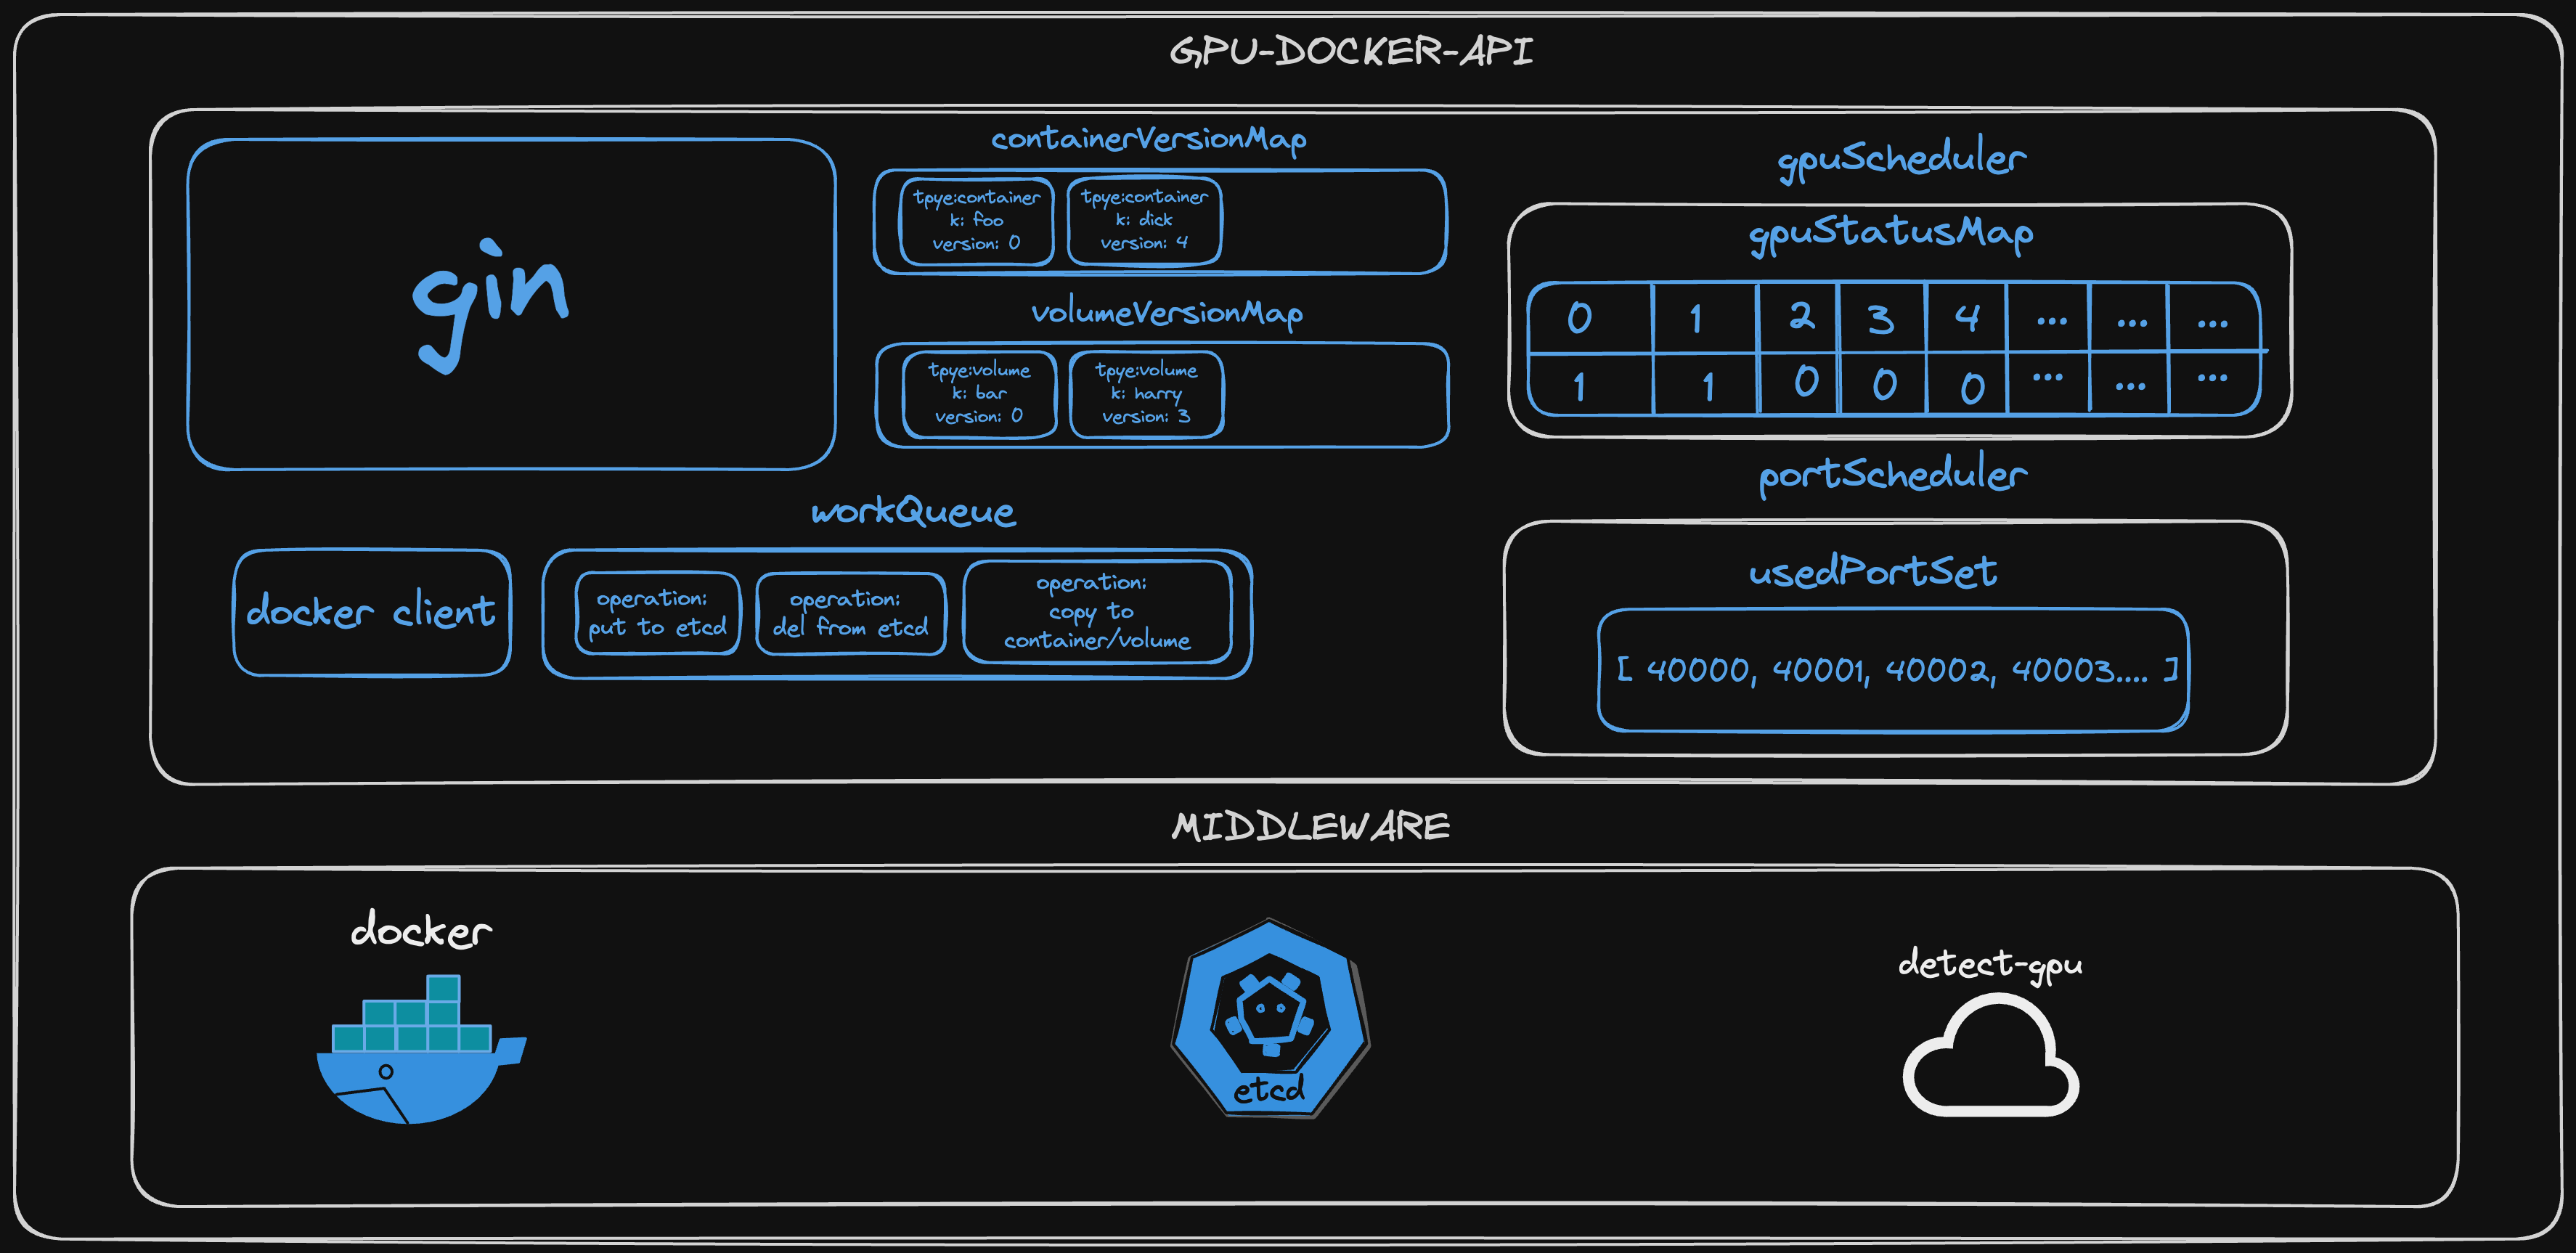 GPU-DOCKER-API
gin
containerVersionMap
tpye:container
k: foo
version: 0
tpye:container
k: dick
version: 4
volumeVersionMap
tpye:volume
k: bar
version: 0
tpye:volume
k: harry
version: 3
gpuScheduler
gpuStatusMap
0 1 2 3 4 ... ... ...
1 1 0 0 0 ... ... ...
workQueue
docker client
operation:
put to etcd
operation:
del from etcd
operation:
copy to
container/volume
portScheduler
usedPortSet
[ 40000, 40001, 40002, 40003.... ]
MIDDLEWARE
docker
etcd
detect-gpu